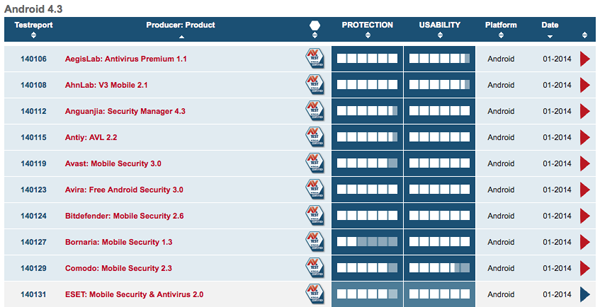 Android 4.3
Testreport Producer: Product PROTECTION USABILITY Platform Date
140106 AegisLab: Antivirus Premium 1.1 Android 01-2014
140108 AhnLab: V3 Mobile 2.1 Android 01-2014
140112 Anguanjia: Security Manager 4.3 Android 01-2014
140115 Antiy: AVL 2.2 Android 01-2014
140119 Avast: Mobile Security 3.0 Android 01-2014
140123 Avira: Free Android Security 3.0 Android 01-2014
140124 Bitdefender: Mobile Security 2.6 Android 01-2014
140127 Bornaria: Mobile Security 1.3 Android 01-2014
140129 Comodo: Mobile Security 2.3 Android 01-2014
140131 ESET: Mobile Security & Antivirus 2.0 Android 01-2014